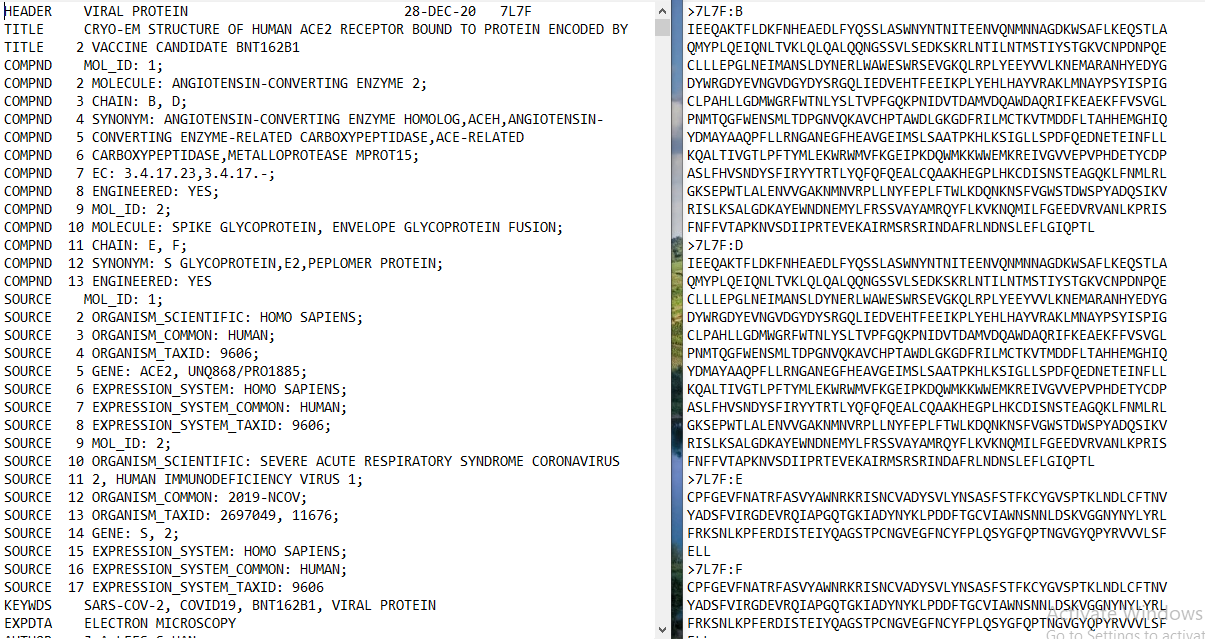 HEADER    VIRAL PROTEIN                           28-DEC-20   7L7F
TITLE     CRYO-EM STRUCTURE OF HUMAN ACE2 RECEPTOR BOUND TO PROTEIN ENCODED BY
TITLE    2 VACCINE CANDIDATE BNT162B1
COMPND    MOL_ID: 1;
COMPND   2 MOLECULE: ANGIOTENSIN-CONVERTING ENZYME 2;
COMPND   3 CHAIN: B, D;
COMPND   4 SYNONYM: ANGIOTENSIN-CONVERTING ENZYME HOMOLOG,ACEH,ANGIOTENSIN-
COMPND   5 CONVERTING ENZYME-RELATED CARBOXYPEPTIDASE,ACE-RELATED
COMPND   6 CARBOXYPEPTIDASE,METALLOPROTEASE MPROT15;
COMPND   7 EC: 3.4.17.23,3.4.17.-;
COMPND   8 ENGINEERED: YES;
COMPND   9 MOL_ID: 2;
COMPND  10 MOLECULE: SPIKE GLYCOPROTEIN, ENVELOPE GLYCOPROTEIN FUSION;
COMPND  11 CHAIN: E, F;
COMPND  12 SYNONYM: S GLYCOPROTEIN,E2,PEPLOMER PROTEIN;
COMPND  13 ENGINEERED: YES
SOURCE    MOL_ID: 1;
SOURCE   2 ORGANISM_SCIENTIFIC: HOMO SAPIENS;
SOURCE   3 ORGANISM_COMMON: HUMAN;
SOURCE   4 ORGANISM_TAXID: 9606;
SOURCE   5 GENE: ACE2, UNQ868/PRO1885;
SOURCE   6 EXPRESSION_SYSTEM: HOMO SAPIENS;
SOURCE   7 EXPRESSION_SYSTEM_COMMON: HUMAN;
SOURCE   8 EXPRESSION_SYSTEM_TAXID: 9606;
SOURCE   9 MOL_ID: 2;
SOURCE  10 ORGANISM_SCIENTIFIC: SEVERE ACUTE RESPIRATORY SYNDROME CORONAVIRUS
SOURCE  11 2, HUMAN IMMUNODEFICIENCY VIRUS 1;
SOURCE  12 ORGANISM_COMMON: 2019-NCOV;
SOURCE  13 ORGANISM_TAXID: 2697049, 11676;
SOURCE  14 GENE: S, 2;
SOURCE  15 EXPRESSION_SYSTEM: HOMO SAPIENS;
SOURCE  16 EXPRESSION_SYSTEM_COMMON: HUMAN;
SOURCE  17 EXPRESSION_SYSTEM_TAXID: 9606
KEYWDS    SARS-COV-2, COVID19, BNT162B1, VIRAL PROTEIN
EXPDTA    ELECTRON MICROSCOPY
>7L7F:B
IEEQAKTFLDKFNHEAEDLFYQSSLASWNYNTNITEENVQNMNNAGDKWSAFLKEQSTLA
QMYPLQEIQNLTVKLQLQALQQNGSSVLSEDKSKRLNTILNTMSTIYSTGKVCNPDNPQE
CLLLEPGLNEIMANSLDYNERLWAWESWRSEVGKQLRPLYEEYVVLKNEMARANHYEDYG
DYWRGDYEVNGVDGYDYSRGQLIEDVEHTFEEIKPLYEHLHAYVRAKLMNAYPSYISPIG
CLPAHLLGDMWGRFWTNLYSLTVPFGQKPNIDVTDAMVDQAWDAQRIFKEAEKFFVSVGL
PNMTQGFWENSMLTDPGNVQKAVCHPTAWDLGKGDFRILMCTKVTMDDFLTAHHEMGHIQ
YDMAYAAQPFLLRNGANEGFHEAVGEIMSLSAATPKHLKSIGLLSPDFQEDNETEINFLL
KQALTIVGTLPFTYMLEKWRWMVFKGEIPKDQWMKKWWEMKREIVGVVEPVPHDETYCDP
ASLFHVSNDYSFIRYYTRTLYQFQFQEALCQAAKHEGPLHKCDISNSTEAGQKLFNMLRL
GKSEPWTLALENVVGAKNMNVRPLLNYFEPLFTWLKDQNKNSFVGWSTDWSPYADQSIKV
RISLKSALGDKAYEWNDNEMYLFRSSVAYAMRQYFLKVKNQMILFGEEDVRVANLKPRIS
FNFFVTAPKNVSDIIPRTEVEKAIRMSRSRINDAFRLNDNSLEFLGIQPTL
>7L7F:D
IEEQAKTFLDKFNHEAEDLFYQSSLASWNYNTNITEENVQNMNNAGDKWSAFLKEQSTLA
QMYPLQEIQNLTVKLQLQALQQNGSSVLSEDKSKRLNTILNTMSTIYSTGKVCNPDNPQE
CLLLEPGLNEIMANSLDYNERLWAWESWRSEVGKQLRPLYEEYVVLKNEMARANHYEDYG
DYWRGDYEVNGVDGYDYSRGQLIEDVEHTFEEIKPLYEHLHAYVRAKLMNAYPSYISPIG
CLPAHLLGDMWGRFWTNLYSLTVPFGQKPNIDVTDAMVDQAWDAQRIFKEAEKFFVSVGL
PNMTQGFWENSMLTDPGNVQKAVCHPTAWDLGKGDFRILMCTKVTMDDFLTAHHEMGHIQ
YDMAYAAQPFLLRNGANEGFHEAVGEIMSLSAATPKHLKSIGLLSPDFQEDNETEINFLL
KQALTIVGTLPFTYMLEKWRWMVFKGEIPKDQWMKKWWEMKREIVGVVEPVPHDETYCDP
ASLFHVSNDYSFIRYYTRTLYQFQFQEALCQAAKHEGPLHKCDISNSTEAGQKLFNMLRL
GKSEPWTLALENVVGAKNMNVRPLLNYFEPLFTWLKDQNKNSFVGWSTDWSPYADQSIKV
RISLKSALGDKAYEWNDNEMYLFRSSVAYAMRQYFLKVKNQMILFGEEDVRVANLKPRIS
FNFFVTAPKNVSDIIPRTEVEKAIRMSRSRINDAFRLNDNSLEFLGIQPTL
>7L7F:E
CPFGEVFNATRFASVYAWNRKRISNCVADYSVLYNSASFSTFKCYGVSPTKLNDLCFTNV
YADSFVIRGDEVRQIAPGQTGKIADYNYKLPDDFTGCVIAWNSNNLDSKVGGNYNYLYRL
FRKSNLKPFERDISTEIYQAGSTPCNGVEGFNCYFPLQSYGFQPTNGVGYQPYRVVVLSF
ELL
>7L7F:F
CPFGEVFNATRFASVYAWNRKRISNCVADYSVLYNSASFSTFKCYGVSPTKLNDLCFTNV
YADSFVIRGDEVRQIAPGQTGKIADYNYKLPDDFTGCVIAWNSNNLDSKVGGNYNYLYRL
FRKSNLKPFERDISTEIYQAGSTPCNGVEGFNCYFPLQSYGFQPTNGVGYQPYRVVVLSF
Activate Windows
Go to Settings to activat